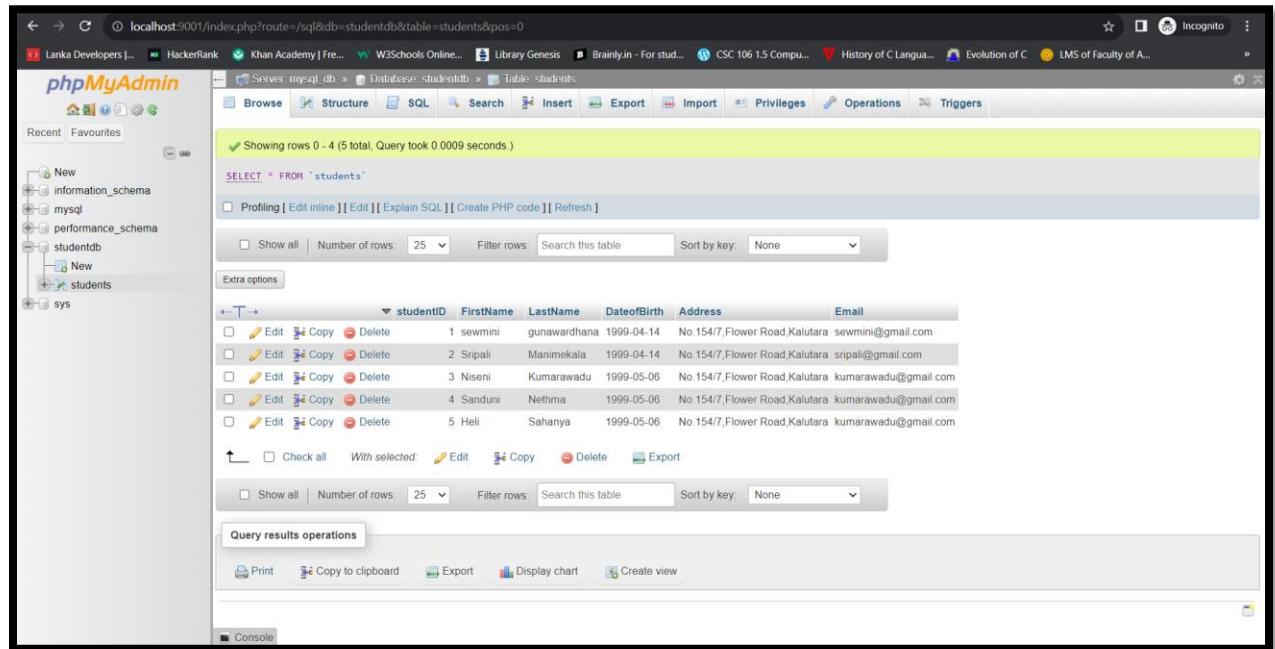 localhost:9001/index.php?route=/sql&db=studentdb&table=students&pos=0 Incognito
Lanka Developers |... HackerRank Khan Academy | Fre... W3Schools Online... Library Genesis Brainly.in - For stud... CSC 106 1.5 Compu... History of C Langua... Evolution of C LMS of Faculty of A... »
phpMyAdmin
Recent Favourites
New
information_schema
mysql
performance_schema
studentdb
New
students
sys
Server: mysql_db » Database: studentdb » Table: students
Browse Structure SQL Search Insert Export Import Privileges Operations Triggers
Showing rows 0 - 4 (5 total, Query took 0.0009 seconds.)
SELECT * FROM `students`
Profiling [ Edit inline ] [ Edit ] [ Explain SQL ] [ Create PHP code ] [ Refresh ]
Show all | Number of rows: 25 Filter rows: Search this table Sort by key: None
Extra options
←T→ studentID FirstName LastName DateofBirth Address Email
Edit Copy Delete 1 sewmini gunawardhana 1999-04-14 No.154/7,Flower Road,Kalutara sewmini@gmail.com
Edit Copy Delete 2 Sripali Manimekala 1999-04-14 No.154/7,Flower Road,Kalutara sripali@gmail.com
Edit Copy Delete 3 Niseni Kumarawadu 1999-05-06 No.154/7,Flower Road,Kalutara kumarawadu@gmail.com
Edit Copy Delete 4 Sanduni Nethma 1999-05-06 No.154/7,Flower Road,Kalutara kumarawadu@gmail.com
Edit Copy Delete 5 Heli Sahanya 1999-05-06 No.154/7,Flower Road,Kalutara kumarawadu@gmail.com
Check all With selected: Edit Copy Delete Export
Show all | Number of rows: 25 Filter rows: Search this table Sort by key: None
Query results operations
Print Copy to clipboard Export Display chart Create view
Console